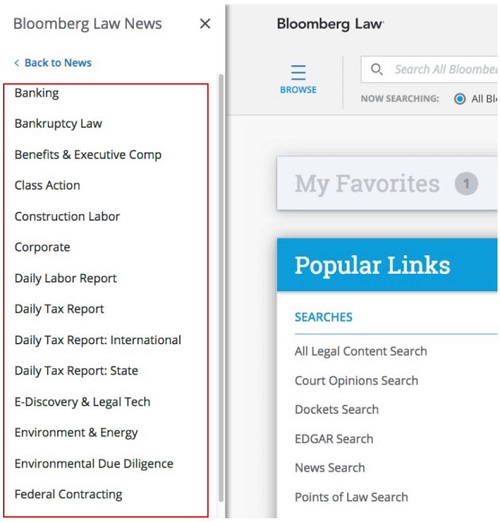 Bloomberg Law News ×
< Back to News
Banking
Bankruptcy Law
Benefits & Executive Comp
Class Action
Construction Labor
Corporate
Daily Labor Report
Daily Tax Report
Daily Tax Report: International
Daily Tax Report: State
E-Discovery & Legal Tech
Environment & Energy
Environmental Due Diligence
Federal Contracting
Bloomberg Law
BROWSE
Search All Bloomber
NOW SEARCHING: All Bl
My Favorites 1
Popular Links
SEARCHES
All Legal Content Search
Court Opinions Search
Dockets Search
EDGAR Search
News Search
Points of Law Search